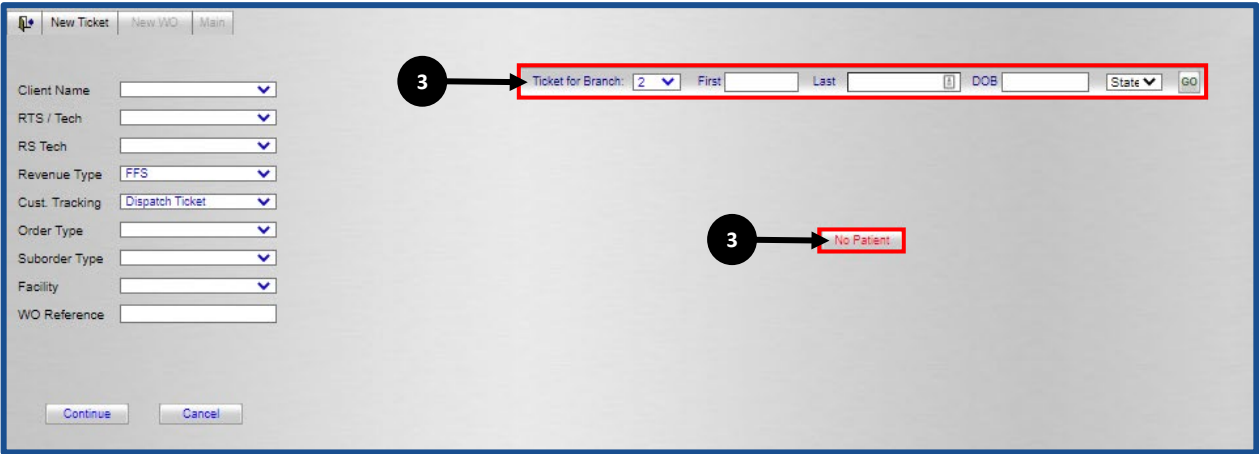 New Ticket New WO Main
3 Ticket for Branch: 2 First Last DOB State GO
Client Name
RTS / Tech
RS Tech
Revenue Type FFS
Cust. Tracking Dispatch Ticket
Order Type
3 No Patient
Suborder Type
Facility
WO Reference
Continue Cancel